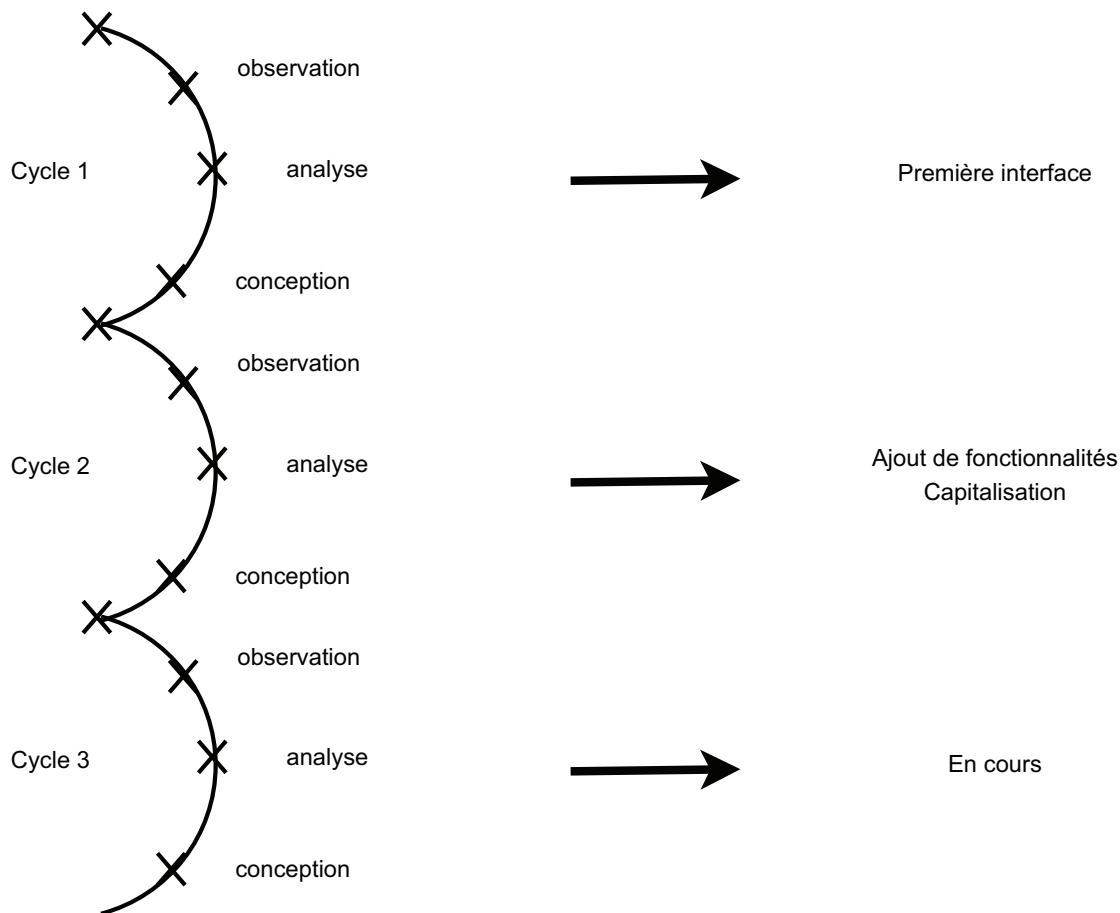 observation
Cycle 1
analyse
Première interface
conception
observation
Cycle 2
analyse
Ajout de fonctionnalités
Capitalisation
conception
observation
Cycle 3
analyse
En cours
conception